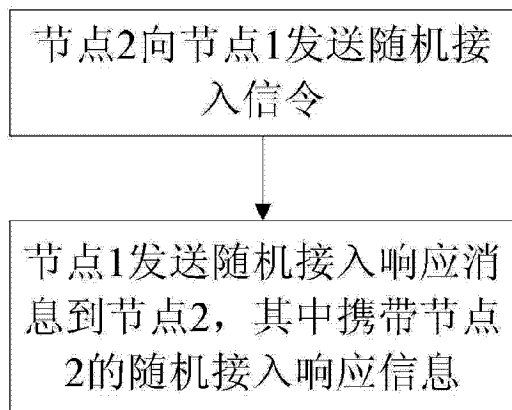 节点2向节点1发送随机接
入信令
节点1发送随机接入响应消
息到节点2，其中携带节点
2的随机接入响应信息